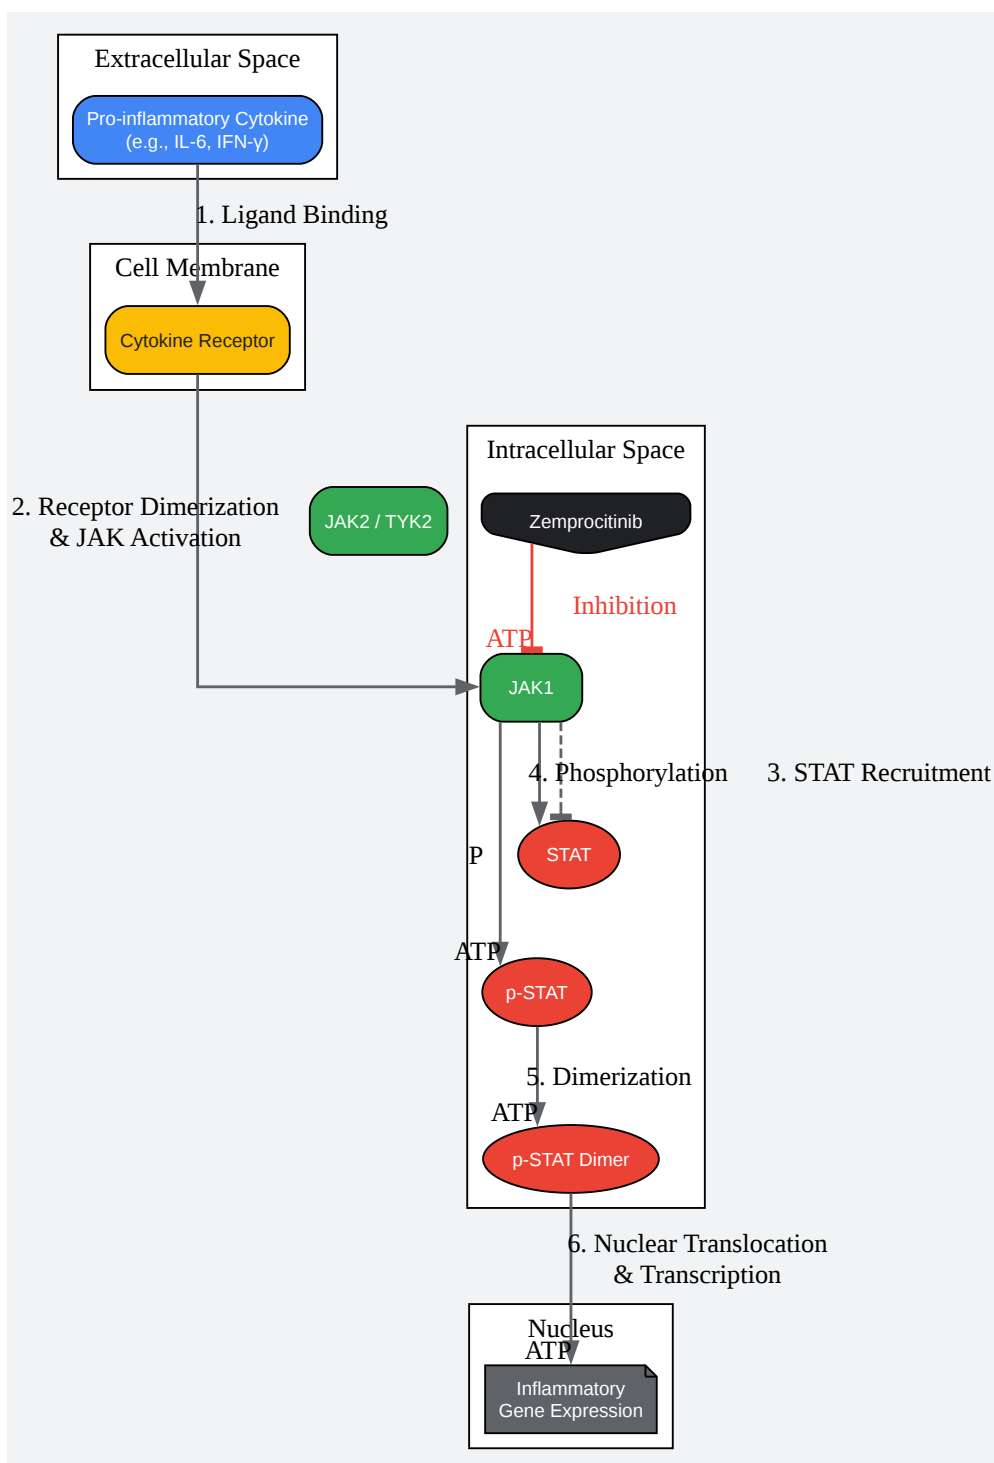 Extracellular Space
Pro-inflammatory Cytokine
(e.g., IL-6, IFN-γ)
1. Ligand Binding
Cell Membrane
Cytokine Receptor
Intracellular Space
2. Receptor Dimerization
& JAK Activation
JAK2 / TYK2
Zemprocitinib
Inhibition
ATP
JAK1
4. Phosphorylation
3. STAT Recruitment
P
STAT
ATP
p-STAT
5. Dimerization
ATP
p-STAT Dimer
6. Nuclear Translocation
& Transcription
Nucleus
ATP
Inflammatory
Gene Expression